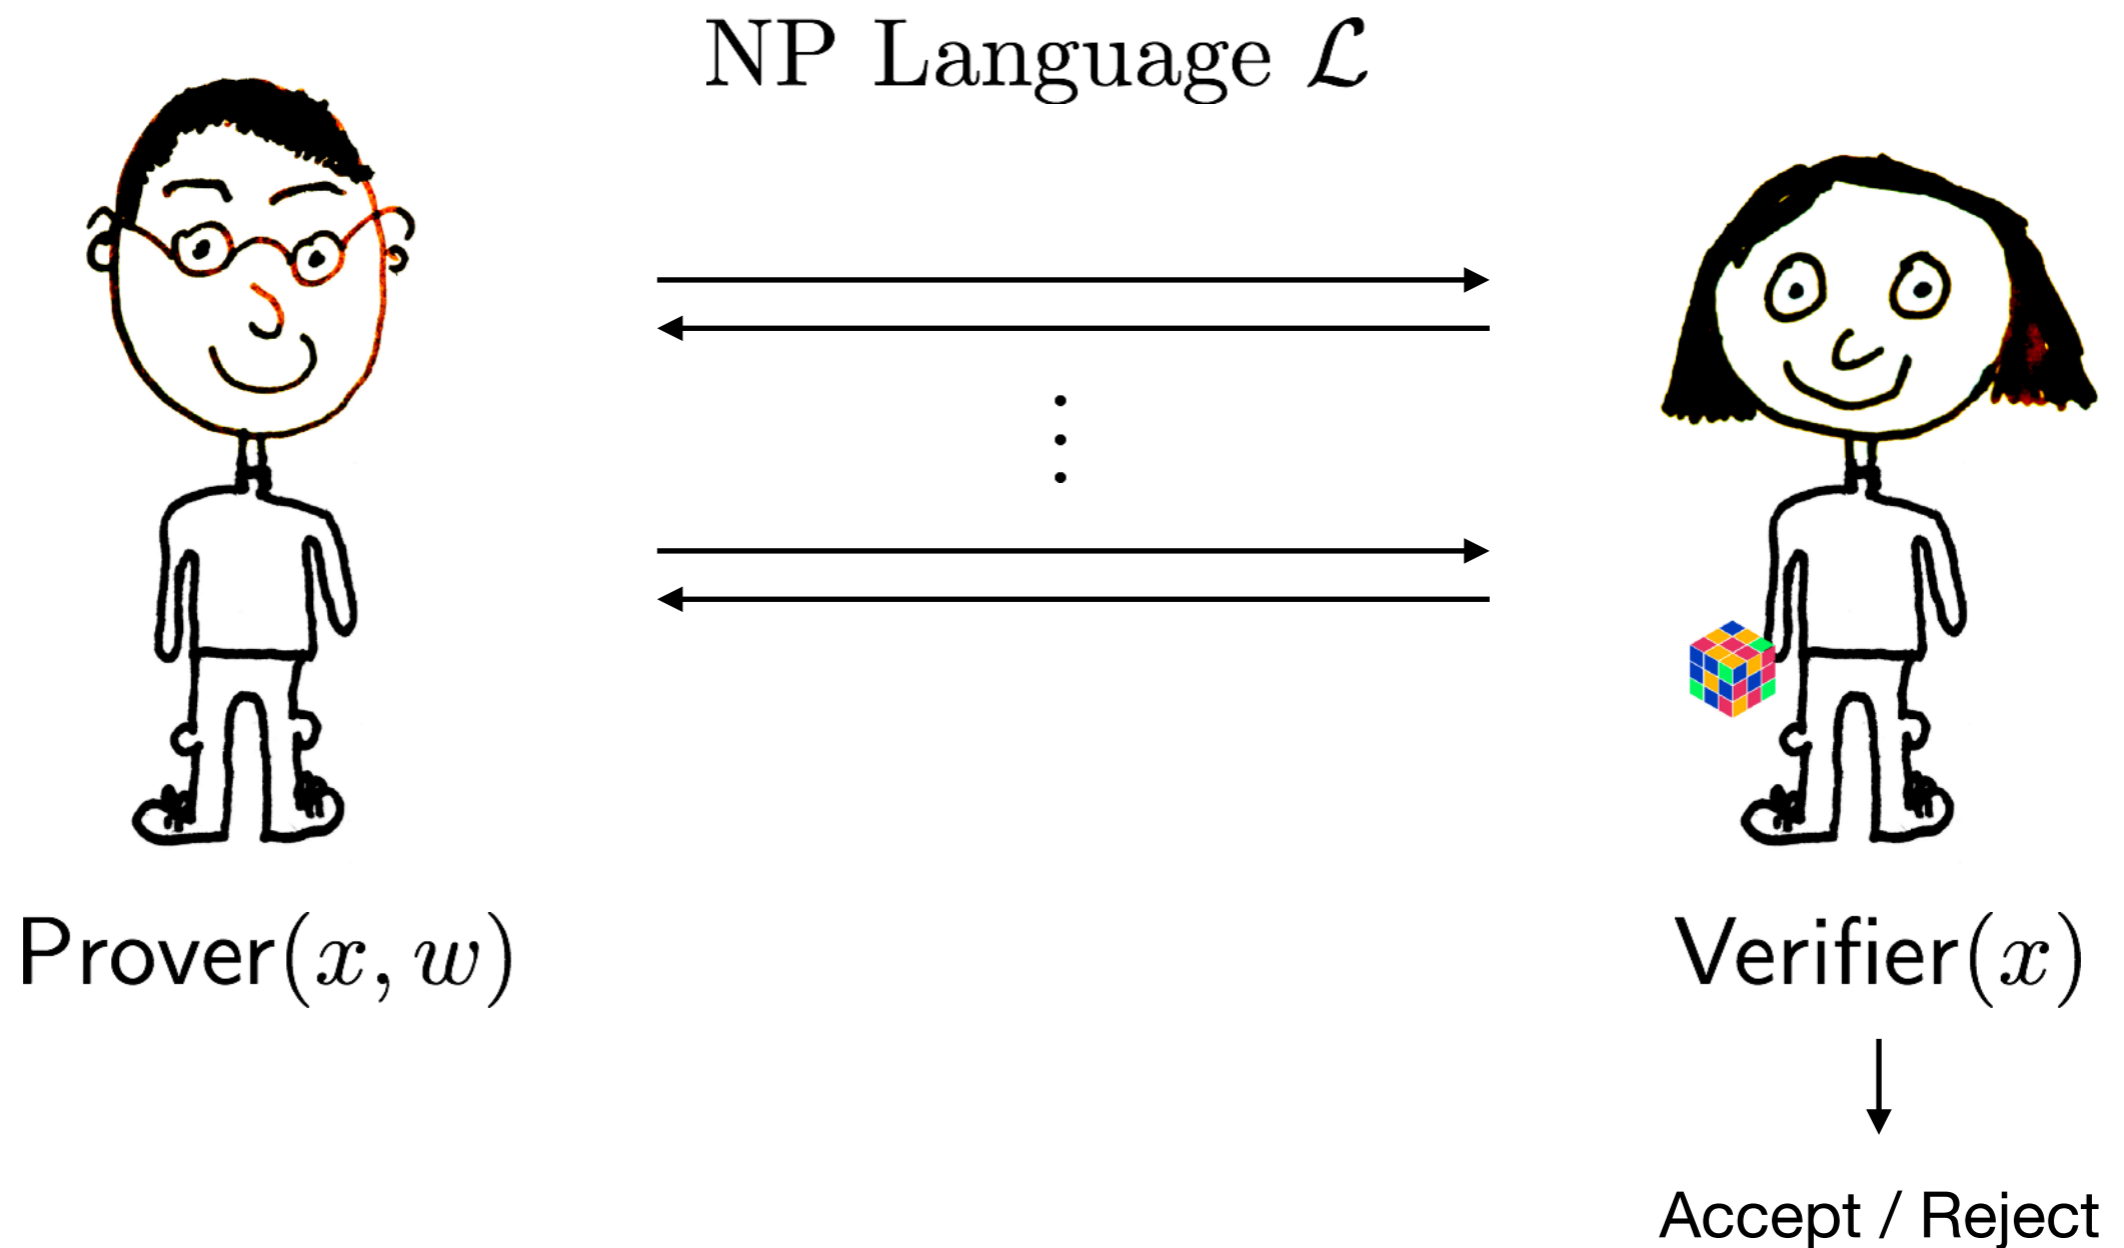 NP Language ℒ
Prover(x, w)
Verifier(x)
Accept / Reject